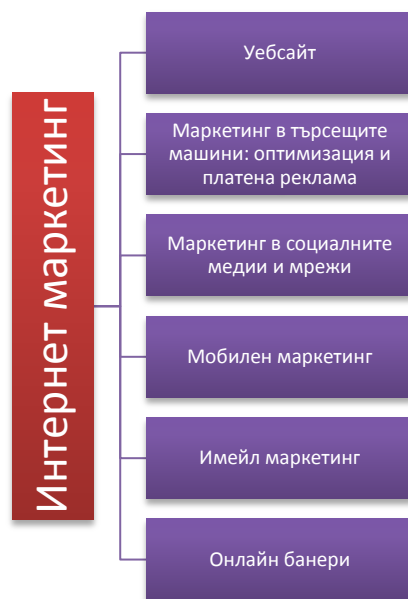 Интернет маркетинг
Уебсайт
Маркетинг в търсещите
машини: оптимизация и
платена реклама
Маркетинг в социалните
медии и мрежи
Мобилен маркетинг
Имейл маркетинг
Онлайн банери